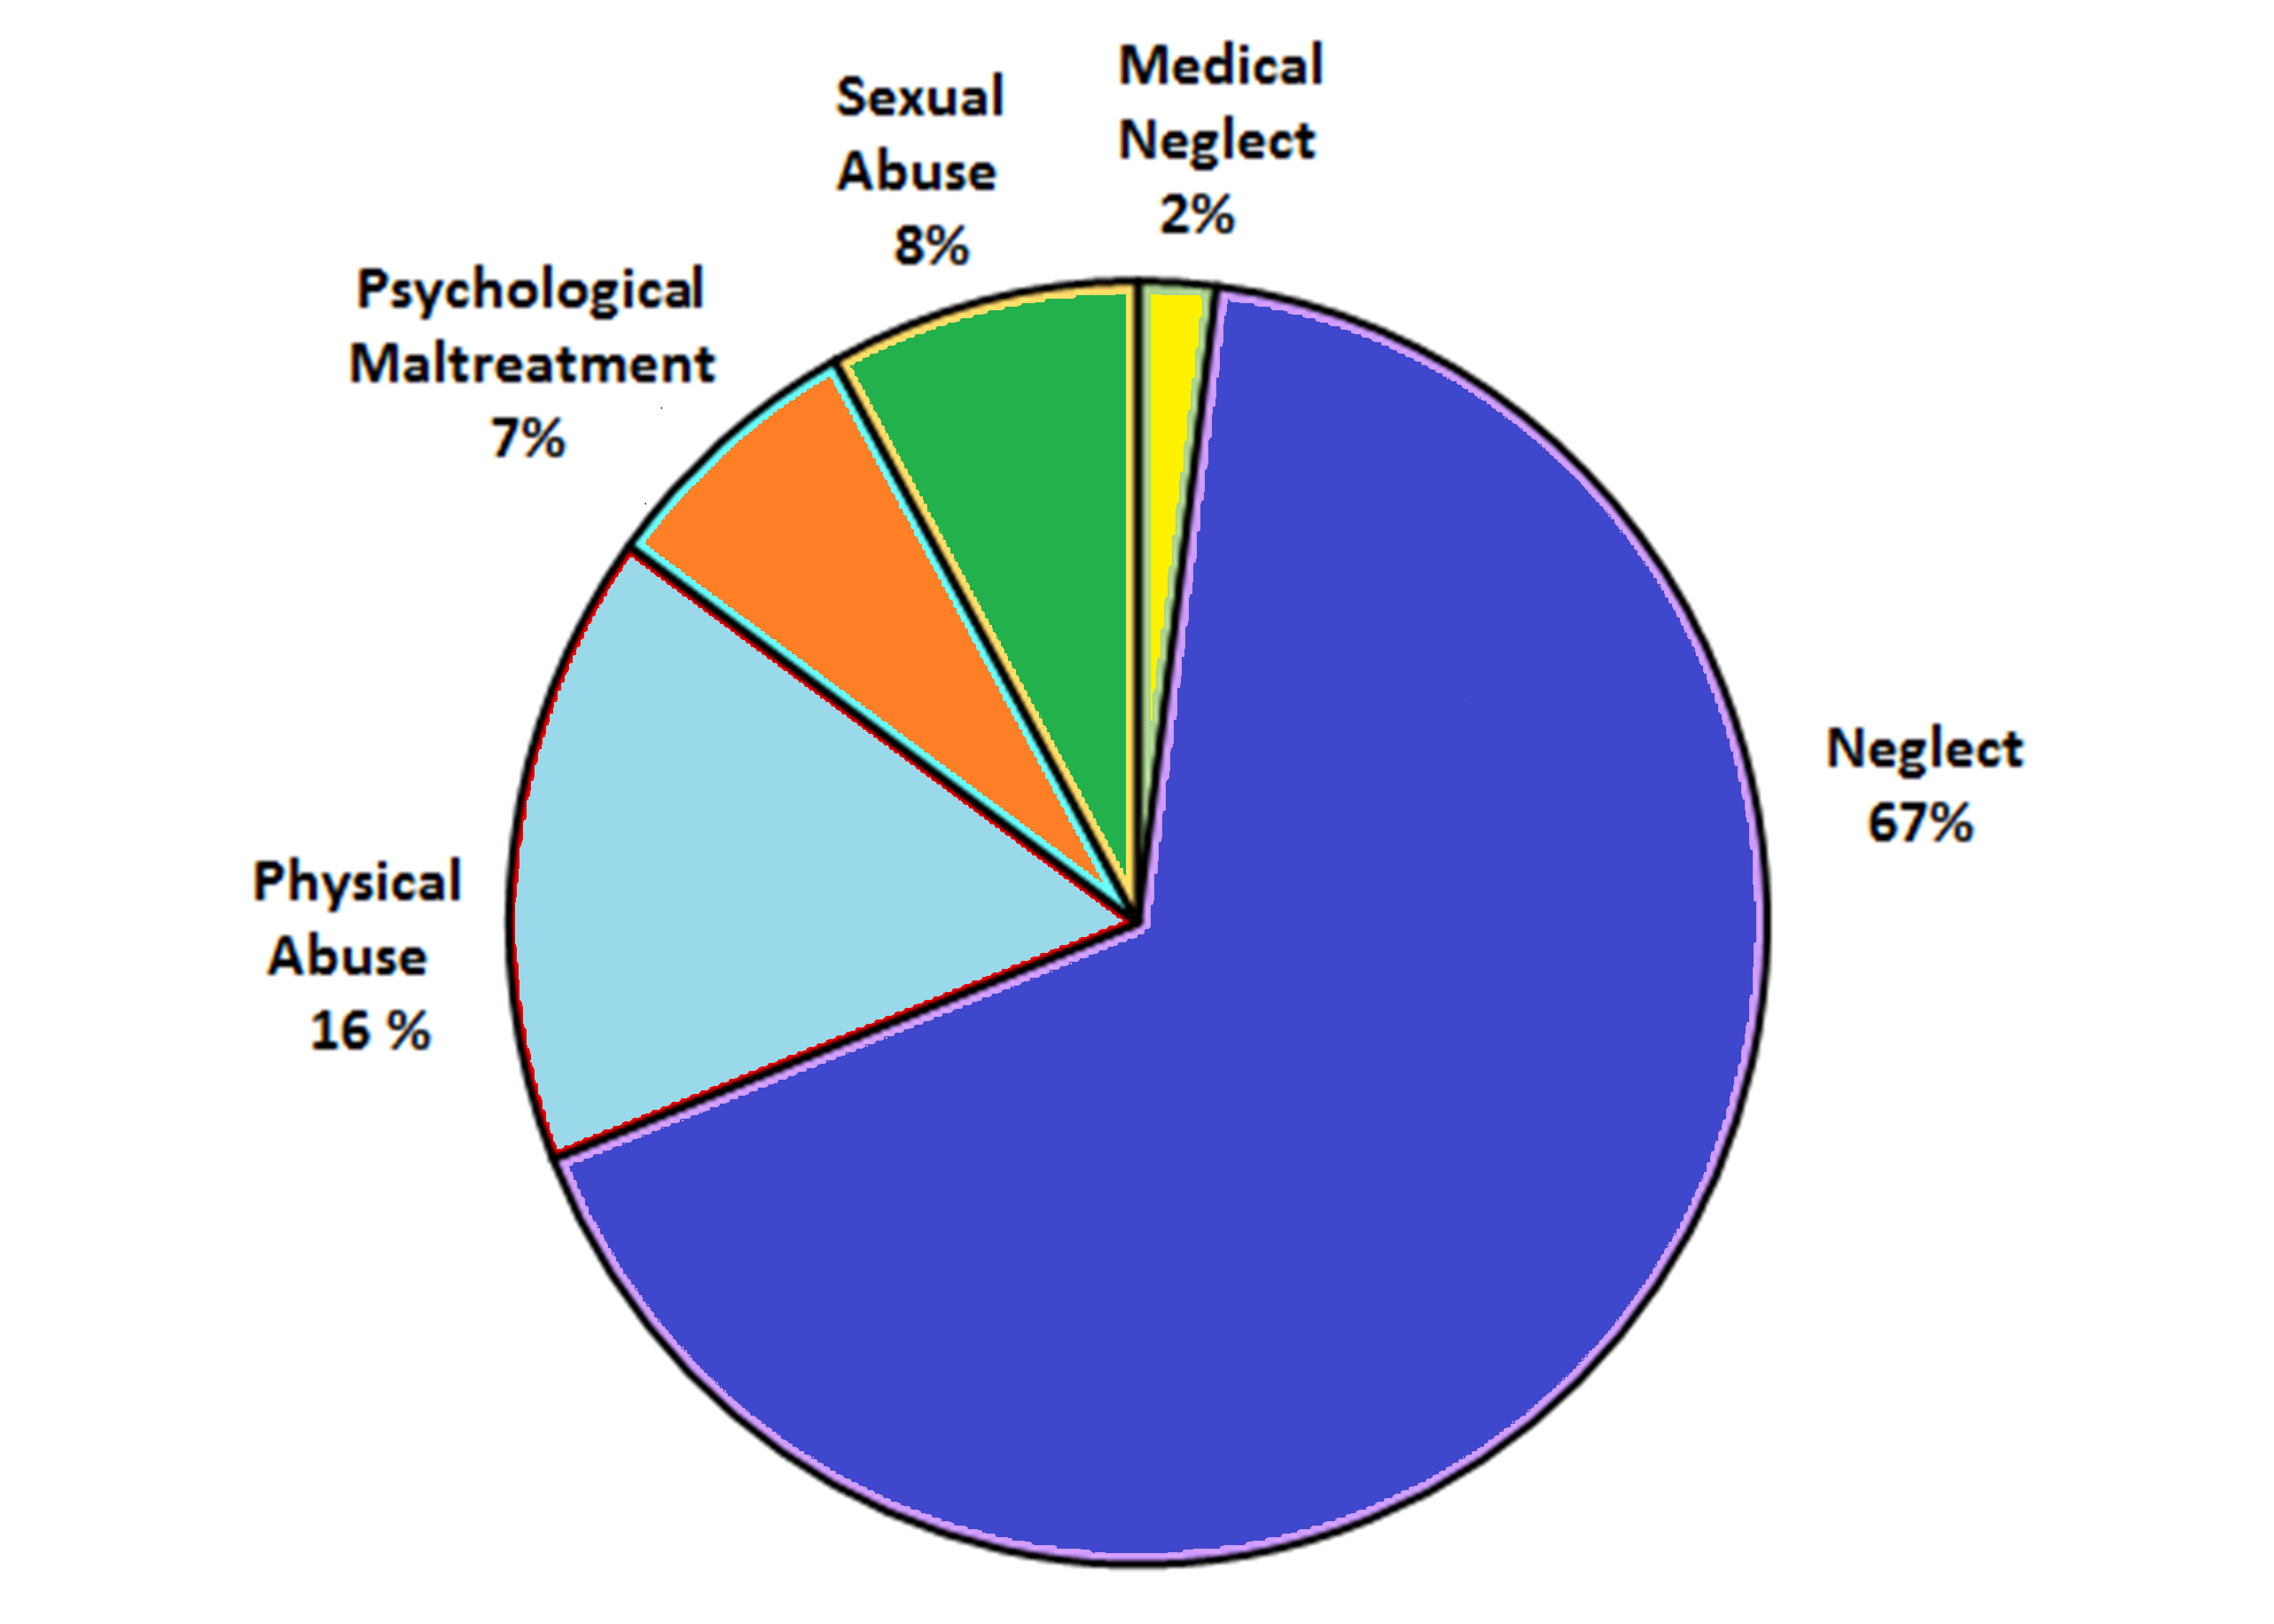 Medical
Neglect
2%
Sexual
Abuse
8%
Psychological
Maltreatment
7%
Neglect
67%
Physical
Abuse
16 %